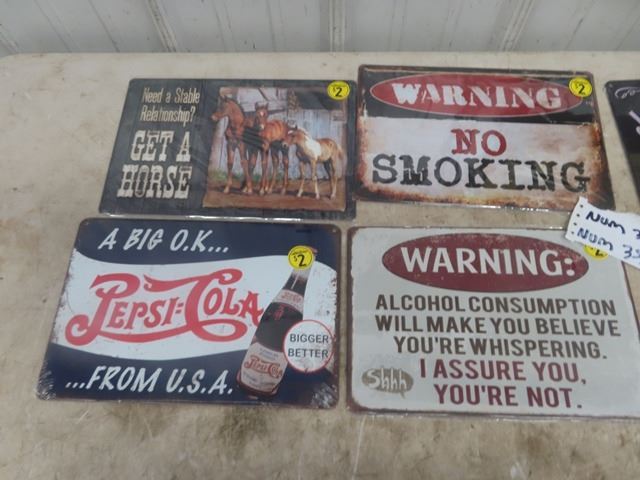 Need a Stable
Relationship?
GET A
HORSE
$2
WARNING
NO
SMOKING
$2
A BIG O.K...
PEPSI=COLA
...FROM U.S.A.
BIGGER
BETTER
$2
WARNING:
ALCOHOL CONSUMPTION
WILL MAKE YOU BELIEVE
YOU'RE WHISPERING.
I ASSURE YOU,
YOU'RE NOT.
Shhh
$2
NUM
NUM